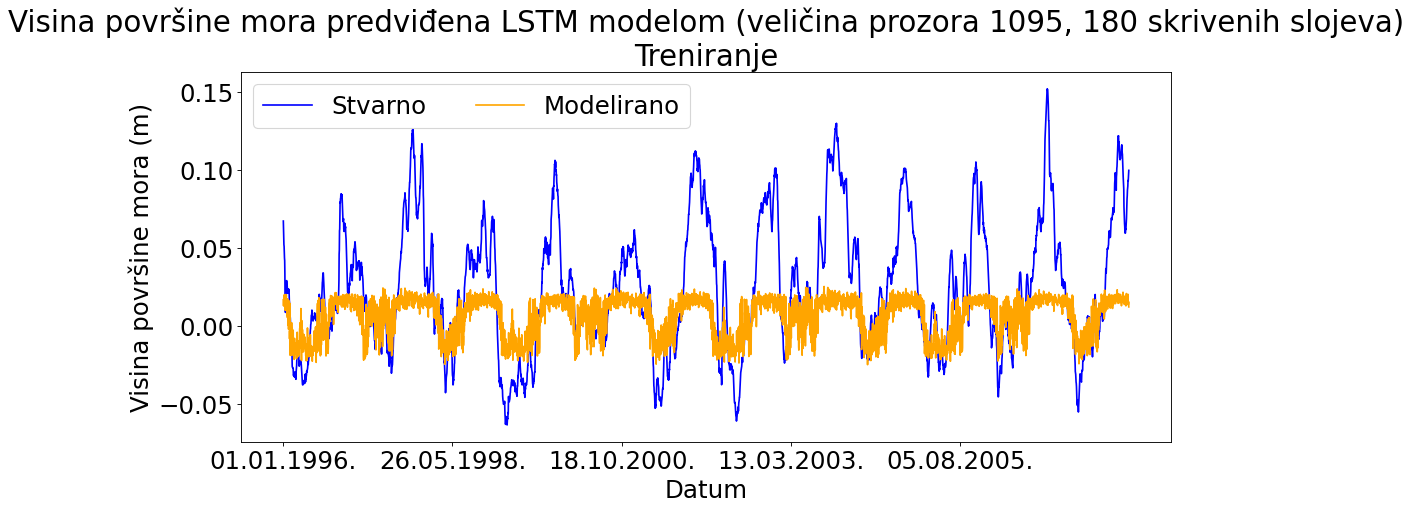 Visina površine mora predviđena LSTM modelom (veličina prozora 1095, 180 skrivenih slojeva)
Treniranje
Stvarno Modelirano
Visina površine mora (m)
0.15
0.10
0.05
0.00
−0.05
01.01.1996. 26.05.1998. 18.10.2000. 13.03.2003. 05.08.2005.
Datum